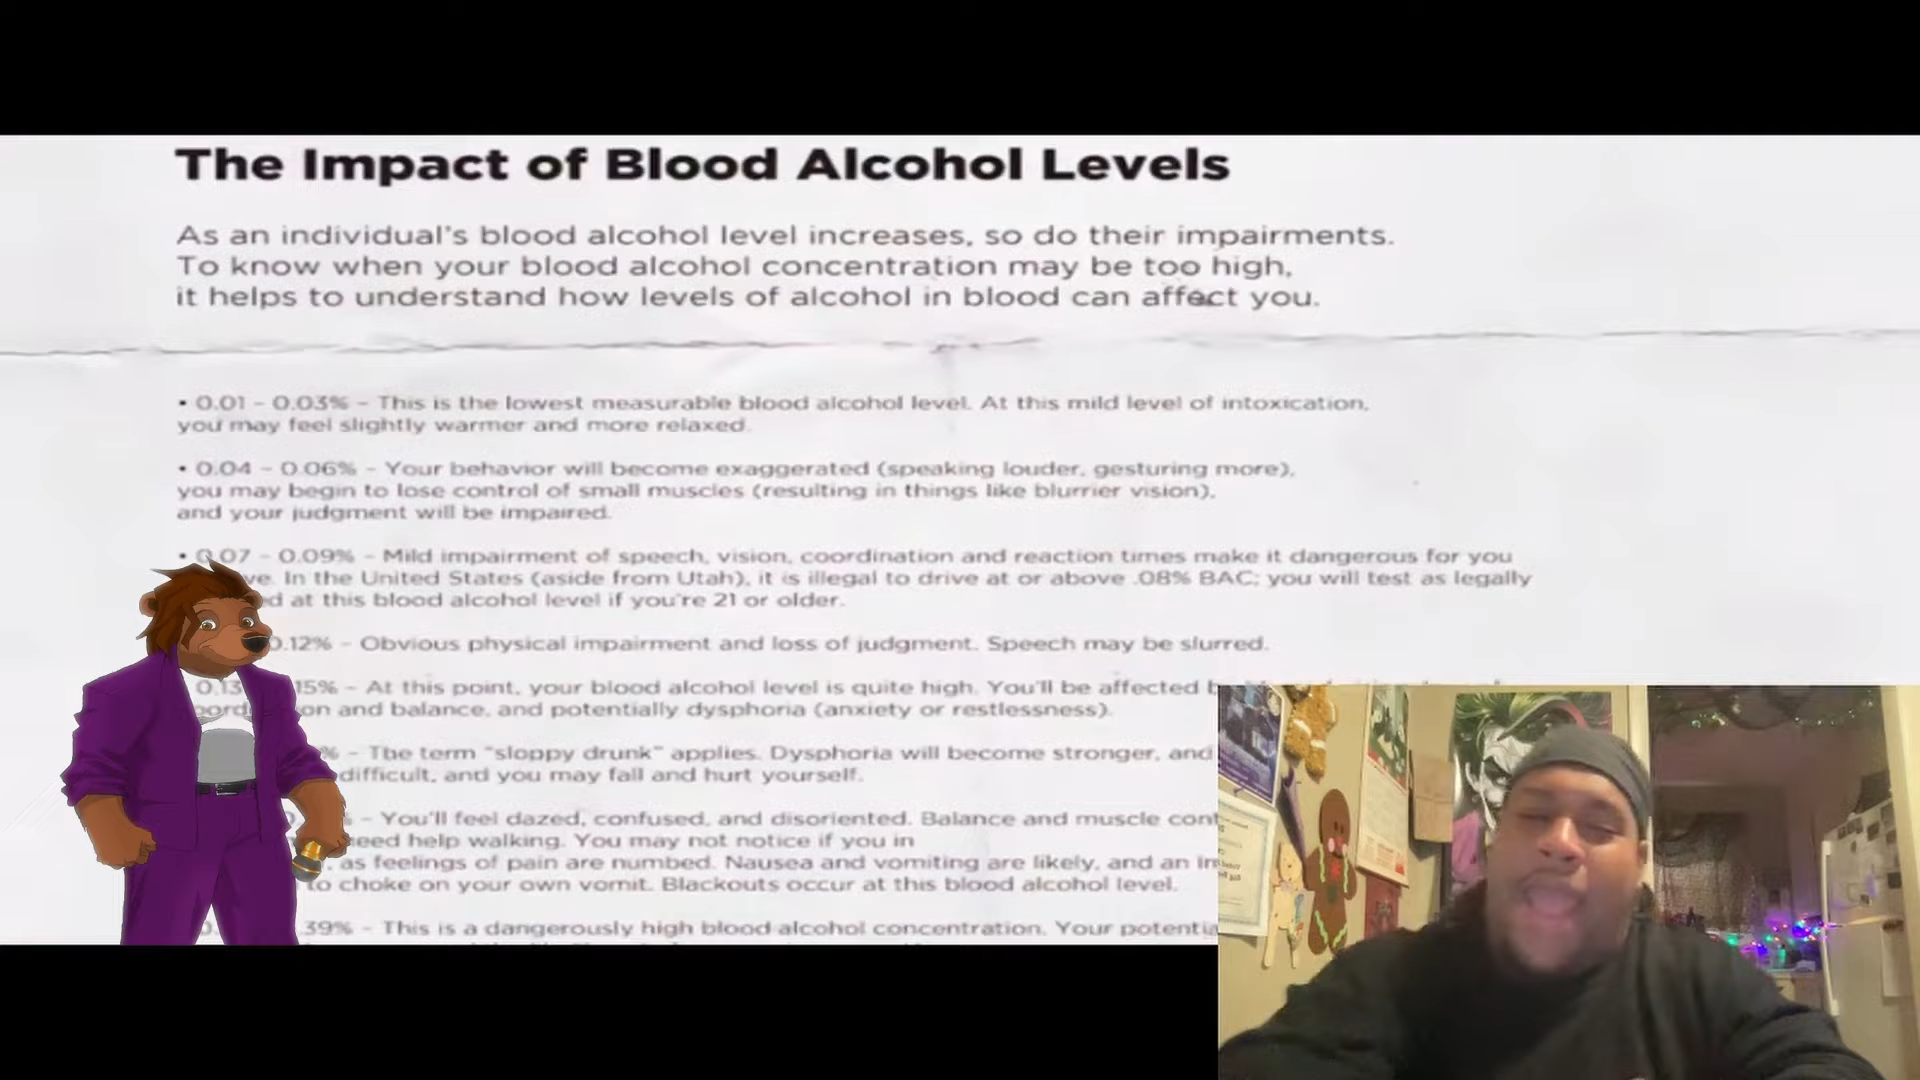 The Impact of Blood Alcohol Levels
As an individual's blood alcohol level increases, so do their impairments.
To know when your blood alcohol concentration may be too high,
it helps to understand how levels of alcohol in blood can affect you.
• 0.01 - 0.03% - This is the lowest measurable blood alcohol level. At this mild level of intoxication,
you may feel slightly warmer and more relaxed.
• 0.04 - 0.06% - Your behavior will become exaggerated (speaking louder, gesturing more),
you may begin to lose control of small muscles (resulting in things like blurrier vision),
and your judgment will be impaired.
• 0.07 - 0.09% - Mild impairment of speech, vision, coordination and reaction times make it dangerous for you
In the United States (aside from Utah), it is illegal to drive at or above .08% BAC; you will test as legally
at this blood alcohol level if you're 21 or older.
0.12% - Obvious physical impairment and loss of judgment. Speech may be slurred.
15% - At this point, your blood alcohol level is quite high. You'll be affected
and balance, and potentially dysphoria (anxiety or restlessness).
- The term "sloppy drunk" applies. Dysphoria will become stronger, and
difficult, and you may fall and hurt yourself.
- You'll feel dazed, confused, and disoriented. Balance and muscle
need help walking. You may not notice if you in
as feelings of pain are numbed. Nausea and vomiting are likely, and an
to choke on your own vomit. Blackouts occur at this blood alcohol level.
39% - This is a dangerously high blood alcohol concentration. Your